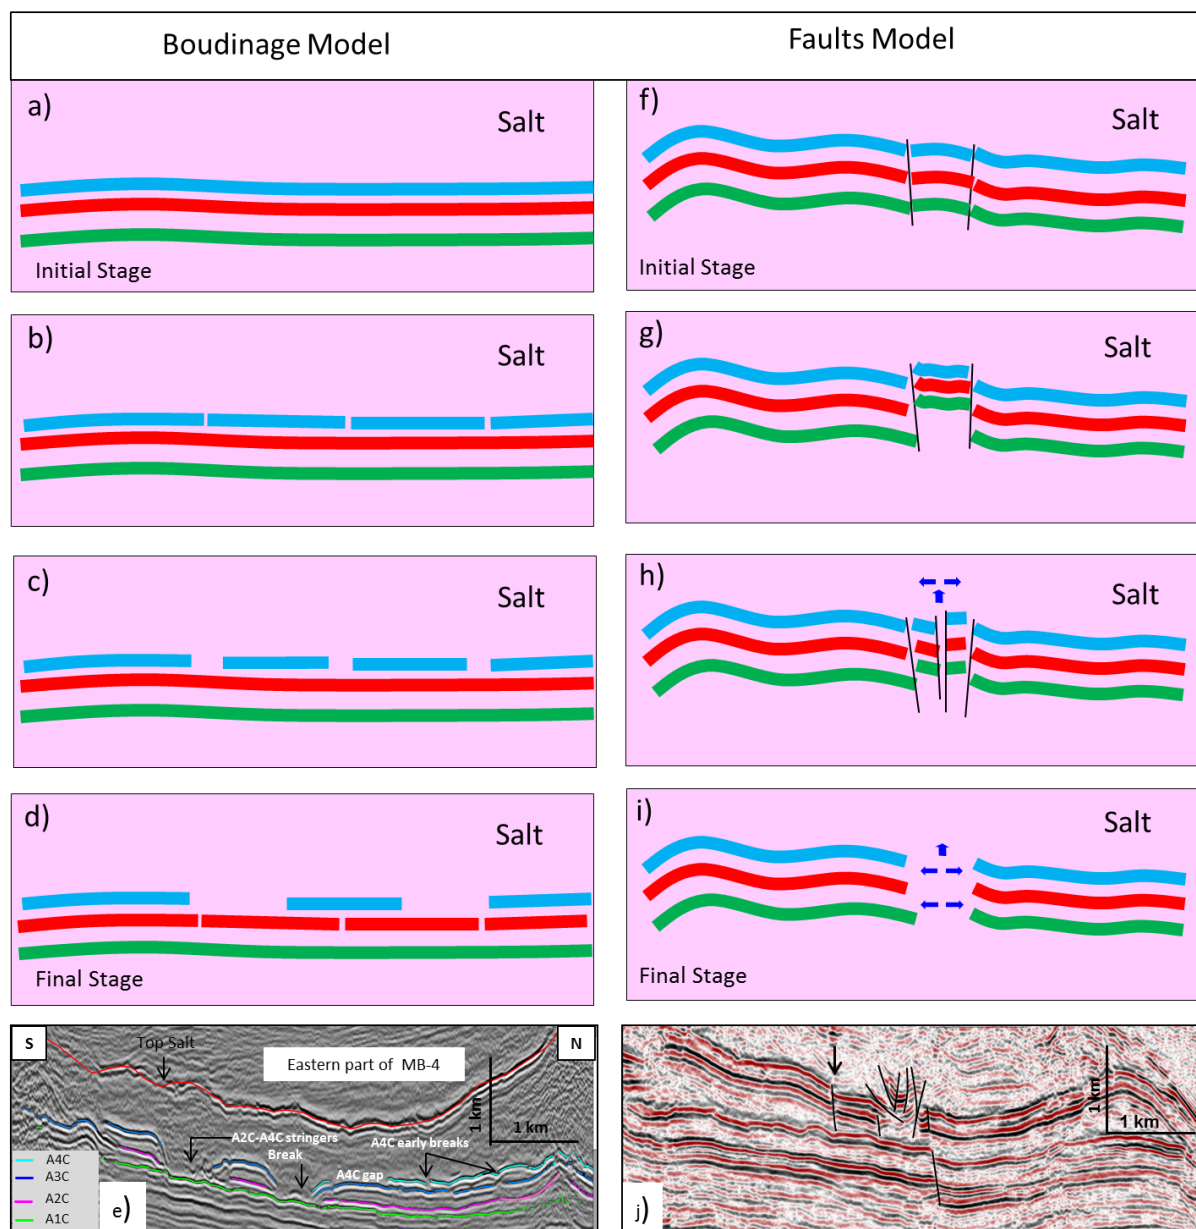 Boudinage Model
Faults Model
a)
Salt
Initial Stage
b)
Salt
c)
Salt
d)
Salt
Final Stage
S
Top Salt
Eastern part of MB-4
N
1 km
1 km
A2C-A4C stringers
Break
A4C early breaks
A4C gap
A4C
A3C
A2C
A1C
e)
f)
Salt
Initial Stage
g)
Salt
h)
Salt
i)
Salt
Final Stage
1 km
1 km
j)